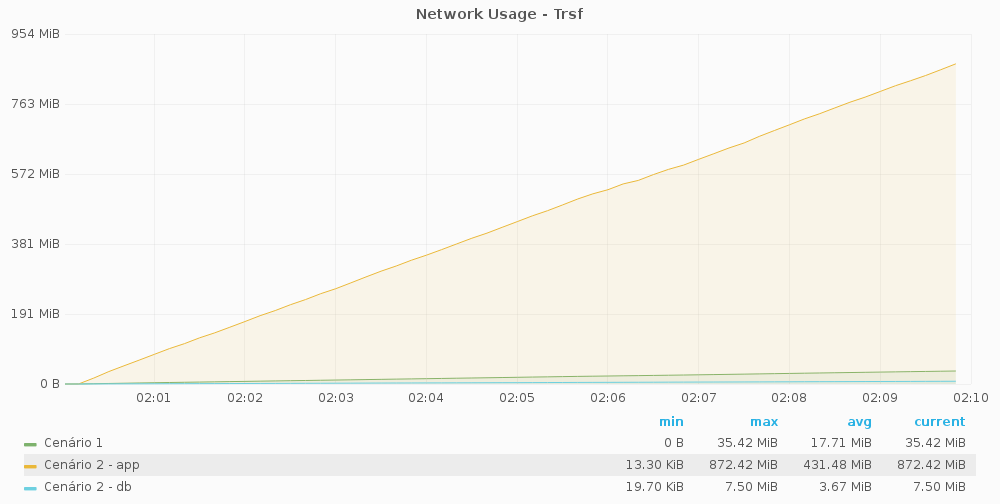 Network Usage - Trsf
954 MiB
763 MiB
572 MiB
381 MiB
191 MiB
0 B
02:01 02:02 02:03 02:04 02:05 02:06 02:07 02:08 02:09 02:10
min max avg current
Cenário 1 0 B 35.42 MiB 17.71 MiB 35.42 MiB
Cenário 2 - app 13.30 KiB 872.42 MiB 431.48 MiB 872.42 MiB
Cenário 2 - db 19.70 KiB 7.50 MiB 3.67 MiB 7.50 MiB